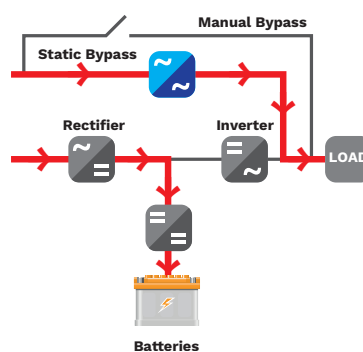 Manual Bypass
Static Bypass
Rectifier
Inverter
LOAD
Batteries